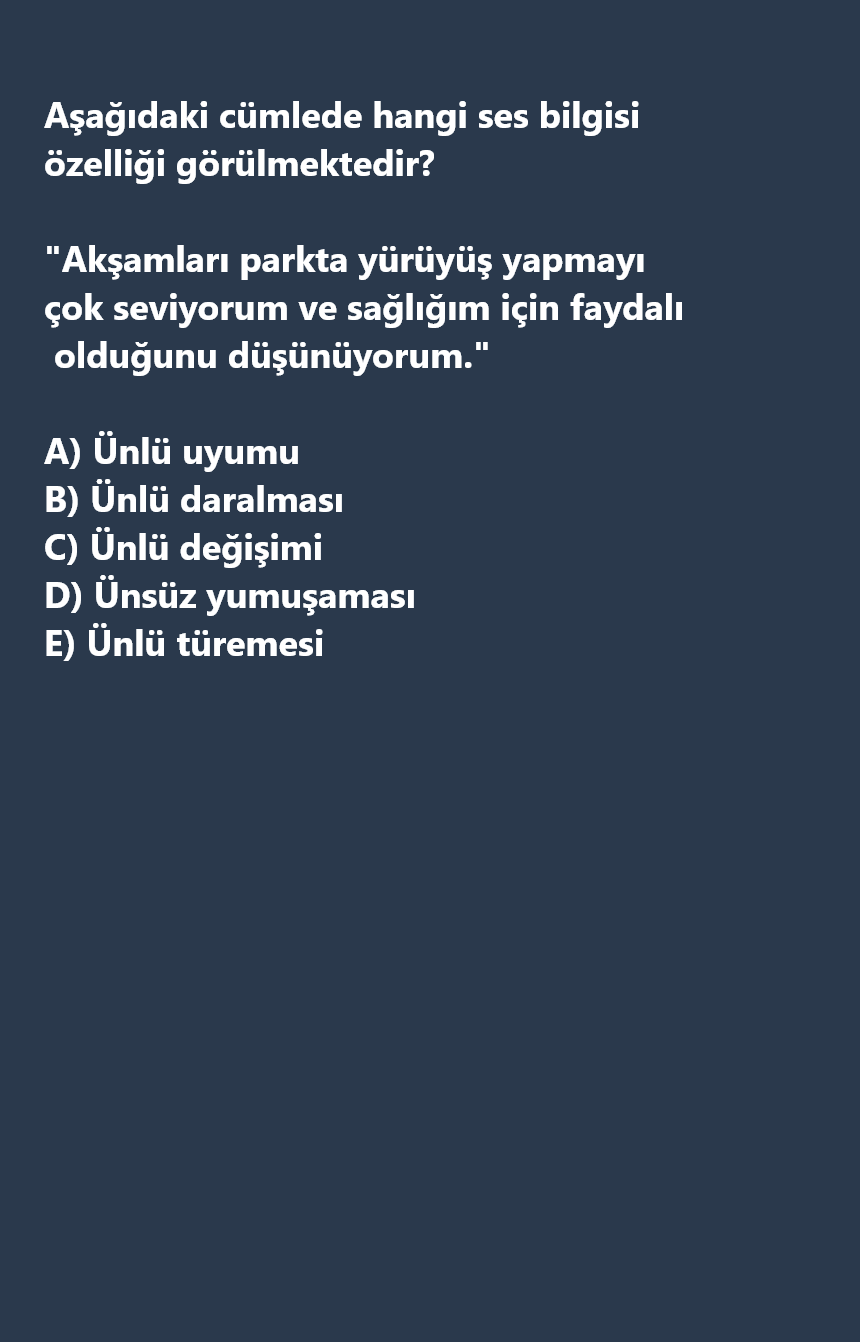 Aşağıdaki cümlede hangi ses bilgisi
özelliği görülmektedir?
"Akşamları parkta yürüyüş yapmayı
çok seviyorum ve sağlığım için faydalı
olduğunu düşünüyorum."
A) Ünlü uyumu
B) Ünlü daralması
C) Ünlü değişimi
D) Ünsüz yumuşaması
E) Ünlü türemesi